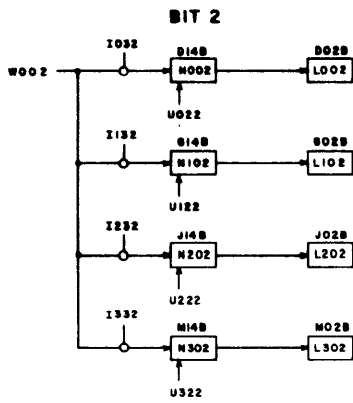 BIT 2
I032 D14B D02B
W002 N002 L002
U022
I132 G14B G02B
N102 L102
U122
I232 J14B J02B
N202 L202
U222
I332 M14B M02B
N302 L302
U322